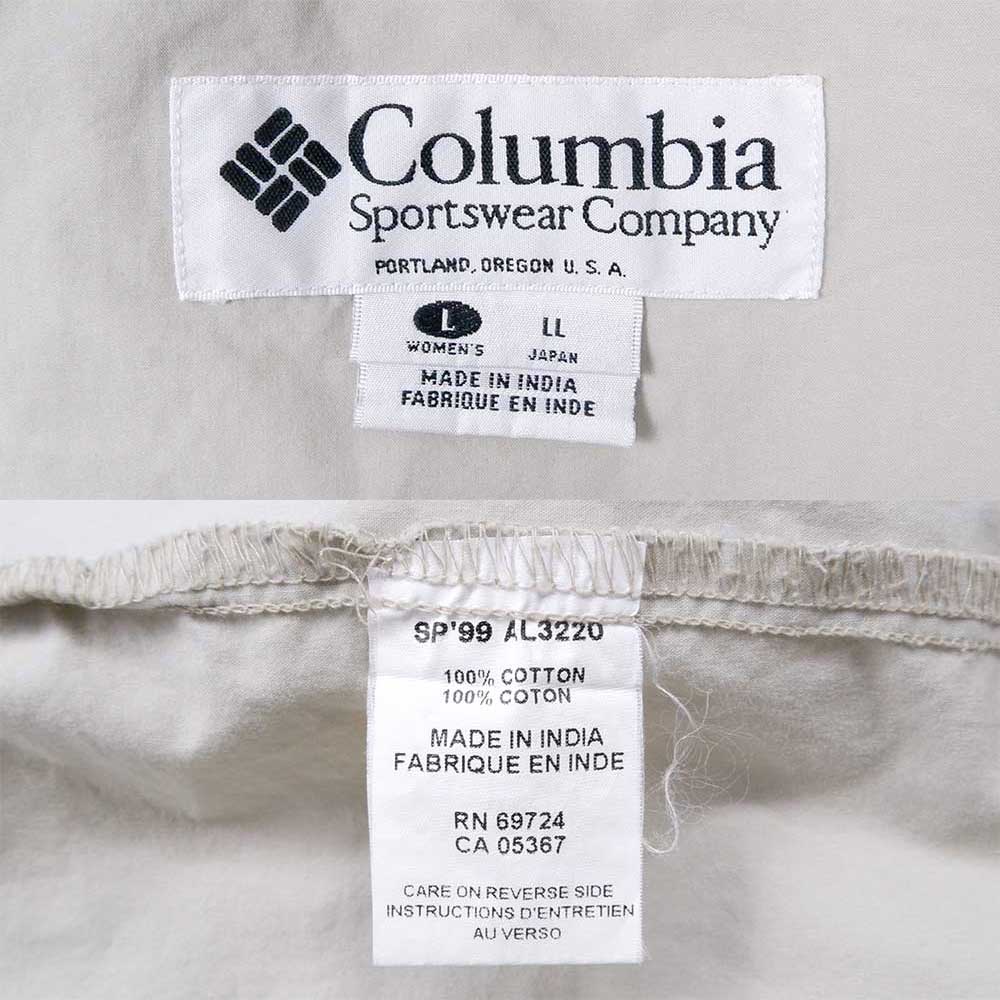 Columbia
Sportswear Company
PORTLAND, OREGON U.S.A.
L LL
WOMEN'S JAPAN
MADE IN INDIA
FABRIQUE EN INDE
SP'99 AL3220
100% COTTON
100% COTON
MADE IN INDIA
FABRIQUE EN INDE
RN 69724
CA 05367
CARE ON REVERSE SIDE
INSTRUCTIONS D'ENTRETIEN
AU VERSO